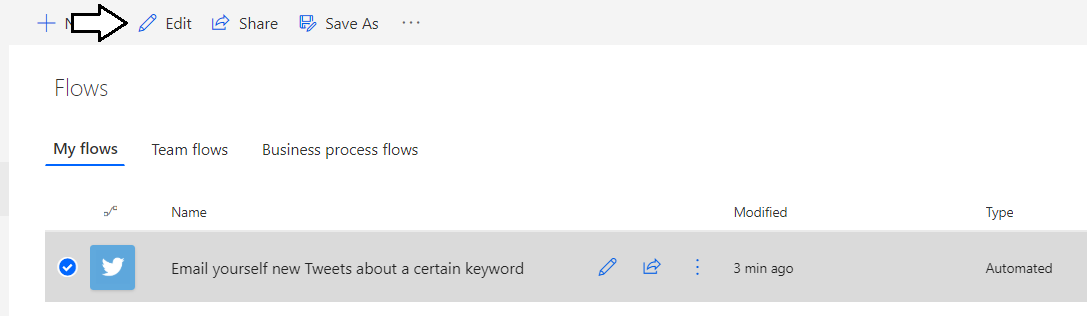 Edit Share Save As ...
Flows
My flows Team flows Business process flows
Name Modified Type
Email yourself new Tweets about a certain keyword 3 min ago Automated